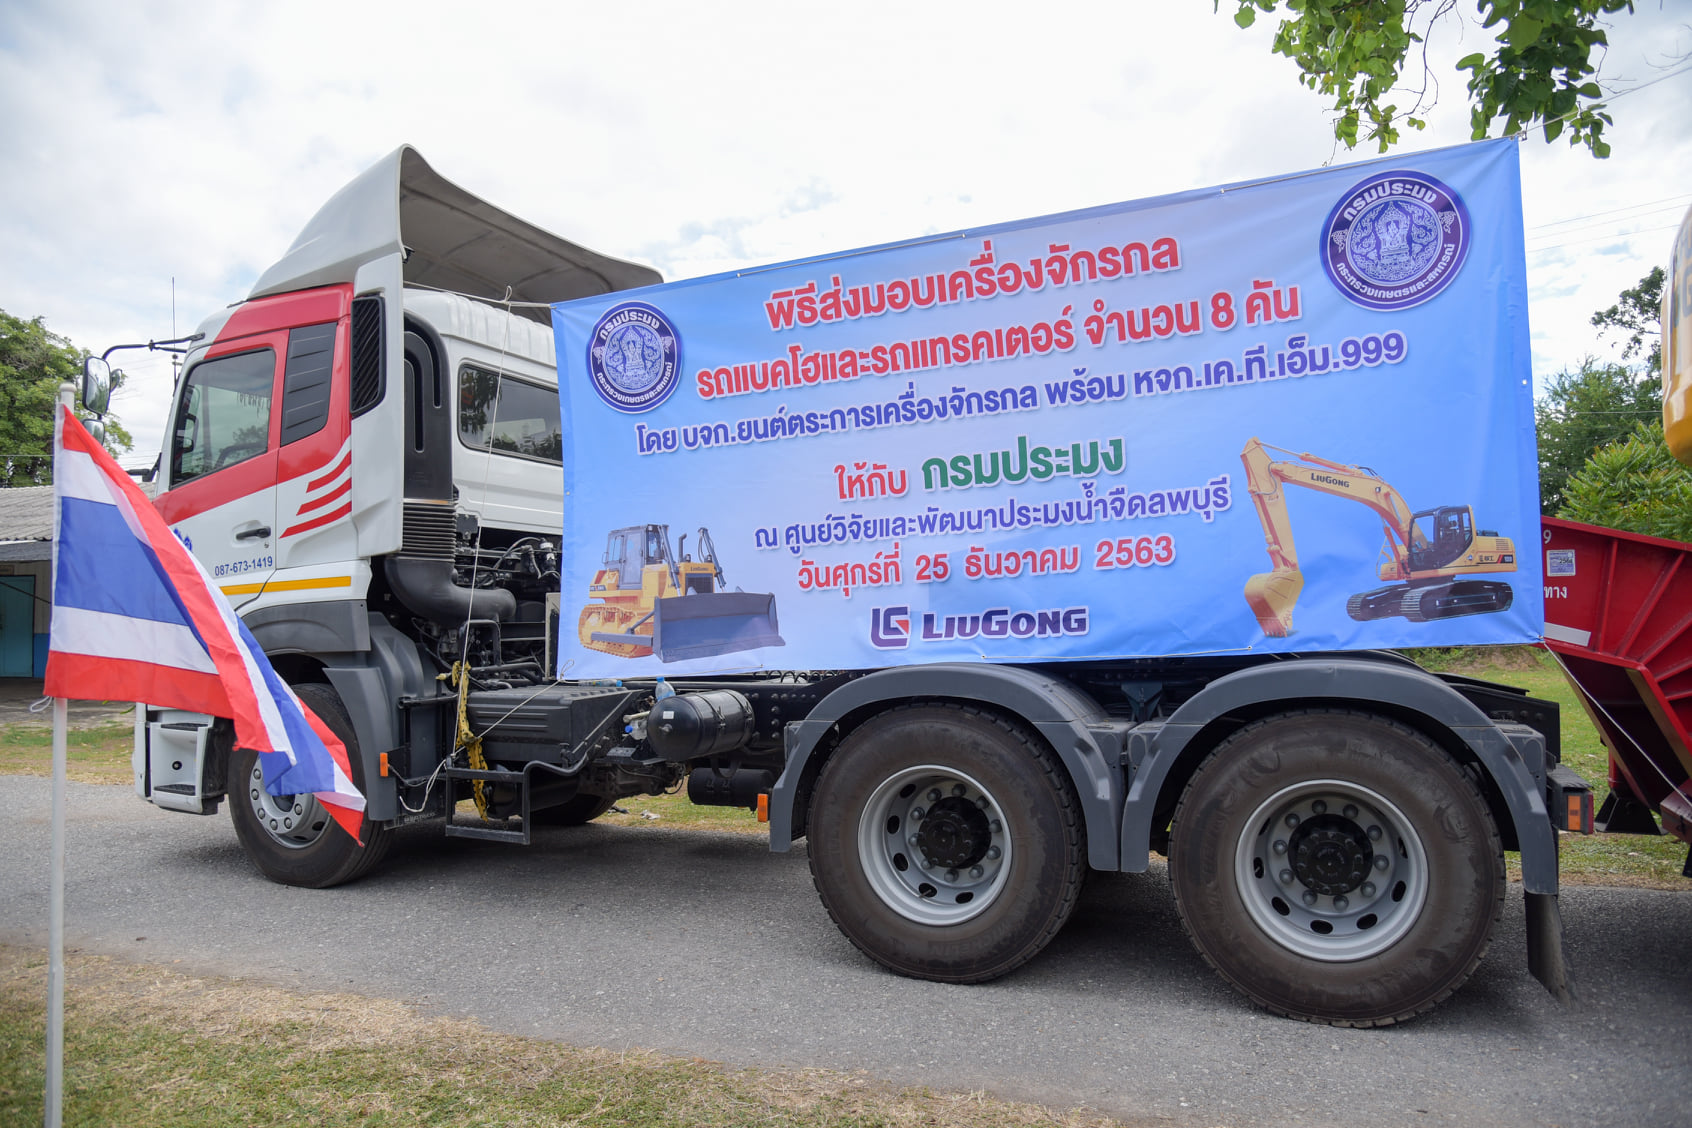 พิธีส่งมอบเครื่องจักรกล
รถแบคโฮและรถแทรคเตอร์ จำนวน 8 คัน
โดย บจก.ยนต์ตระการเครื่องจักรกล พร้อม หจก.เค.ที.เอ็ม.999
ให้กับ กรมประมง
ณ ศูนย์วิจัยและพัฒนาประมงน้ำจืดลพบุรี
วันศุกร์ที่ 25 ธันวาคม 2563
LG LIUGONG
กรมประมง
กระทรวงเกษตรและสหกรณ์
กรมประมง
กระทรวงเกษตรและสหกรณ์
LIUGONG
087-673-1419
9
ทาง